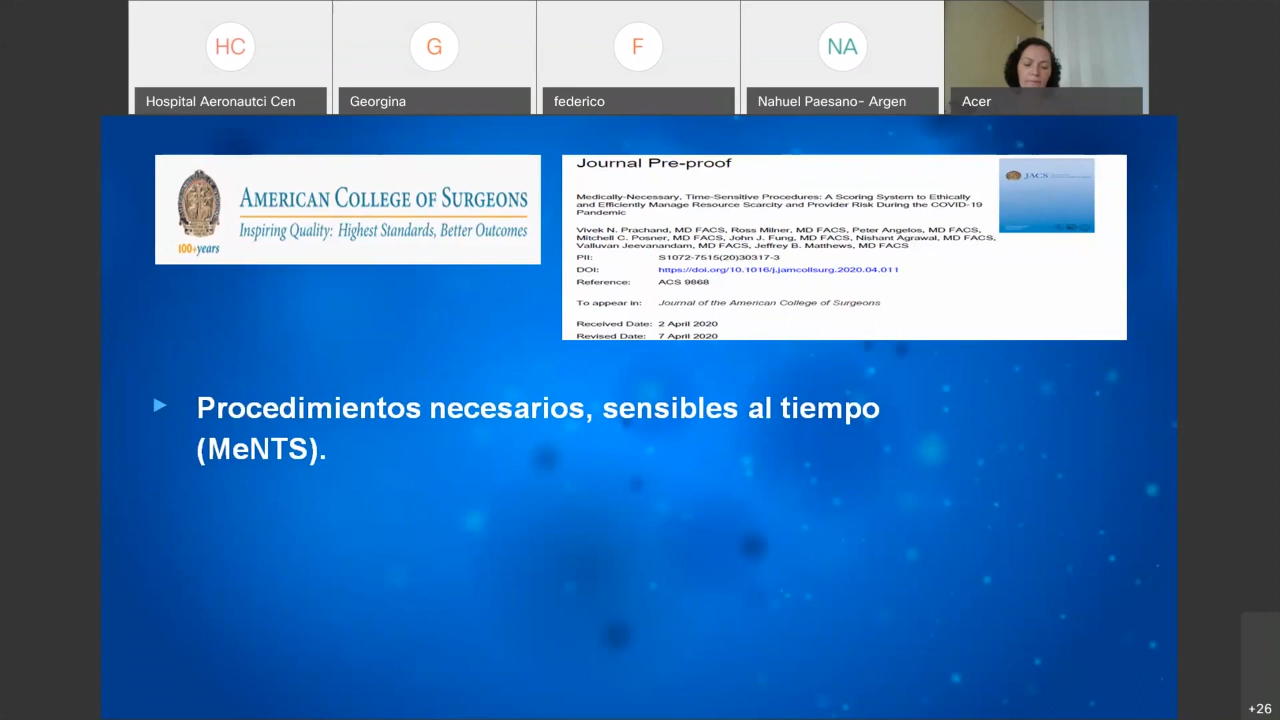 HC
G
F
NA
Hospital Aeronautci Cen
Georgina
federico
Nahuel Paesano- Argen
Acer
AMERICAN COLLEGE OF SURGEONS
Inspiring Quality: Highest Standards, Better Outcomes
100+years
Journal Pre-proof
JACS
Medically-Necessary, Time-Sensitive Procedures: A Scoring System to Ethically
and Efficiently Manage Resource Scarcity and Provider Risk During the COVID-19
Pandemic
Vivek N. Prachand, MD FACS, Ross Milner, MD FACS, Peter Angelos, MD FACS,
Mitchell C. Posner, MD FACS, John J. Fung, MD FACS, Nishant Agrawal, MD FACS,
Valluvan Jeevanandam, MD FACS, Jeffrey B. Matthews, MD FACS
PII: S1072-7515(20)30317-3
DOI: https://doi.org/10.1016/j.jamcollsurg.2020.04.011
Reference: ACS 9868
To appear in: Journal of the American College of Surgeons
Received Date: 2 April 2020
Revised Date: 7 April 2020
Procedimientos necesarios, sensibles al tiempo
(MeNTS).
+26